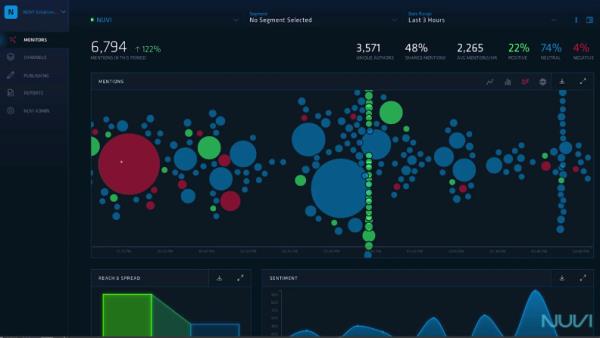 N
NUVI
Segment
No Segment Selected
Date Range
Last 3 Hours
MONITORS
CHANNELS
PUBLISHING
REPORTS
NUVI ADMIN
6,794
↑ 122%
MENTIONS IN THIS PERIOD
3,571
UNIQUE AUTHORS
48%
SHARED MENTIONS
2,265
AVG MENTIONS/HR
22%
POSITIVE
74%
NEUTRAL
4%
NEGATIVE
MENTIONS
REACH & SPREAD
SENTIMENT
NUVI